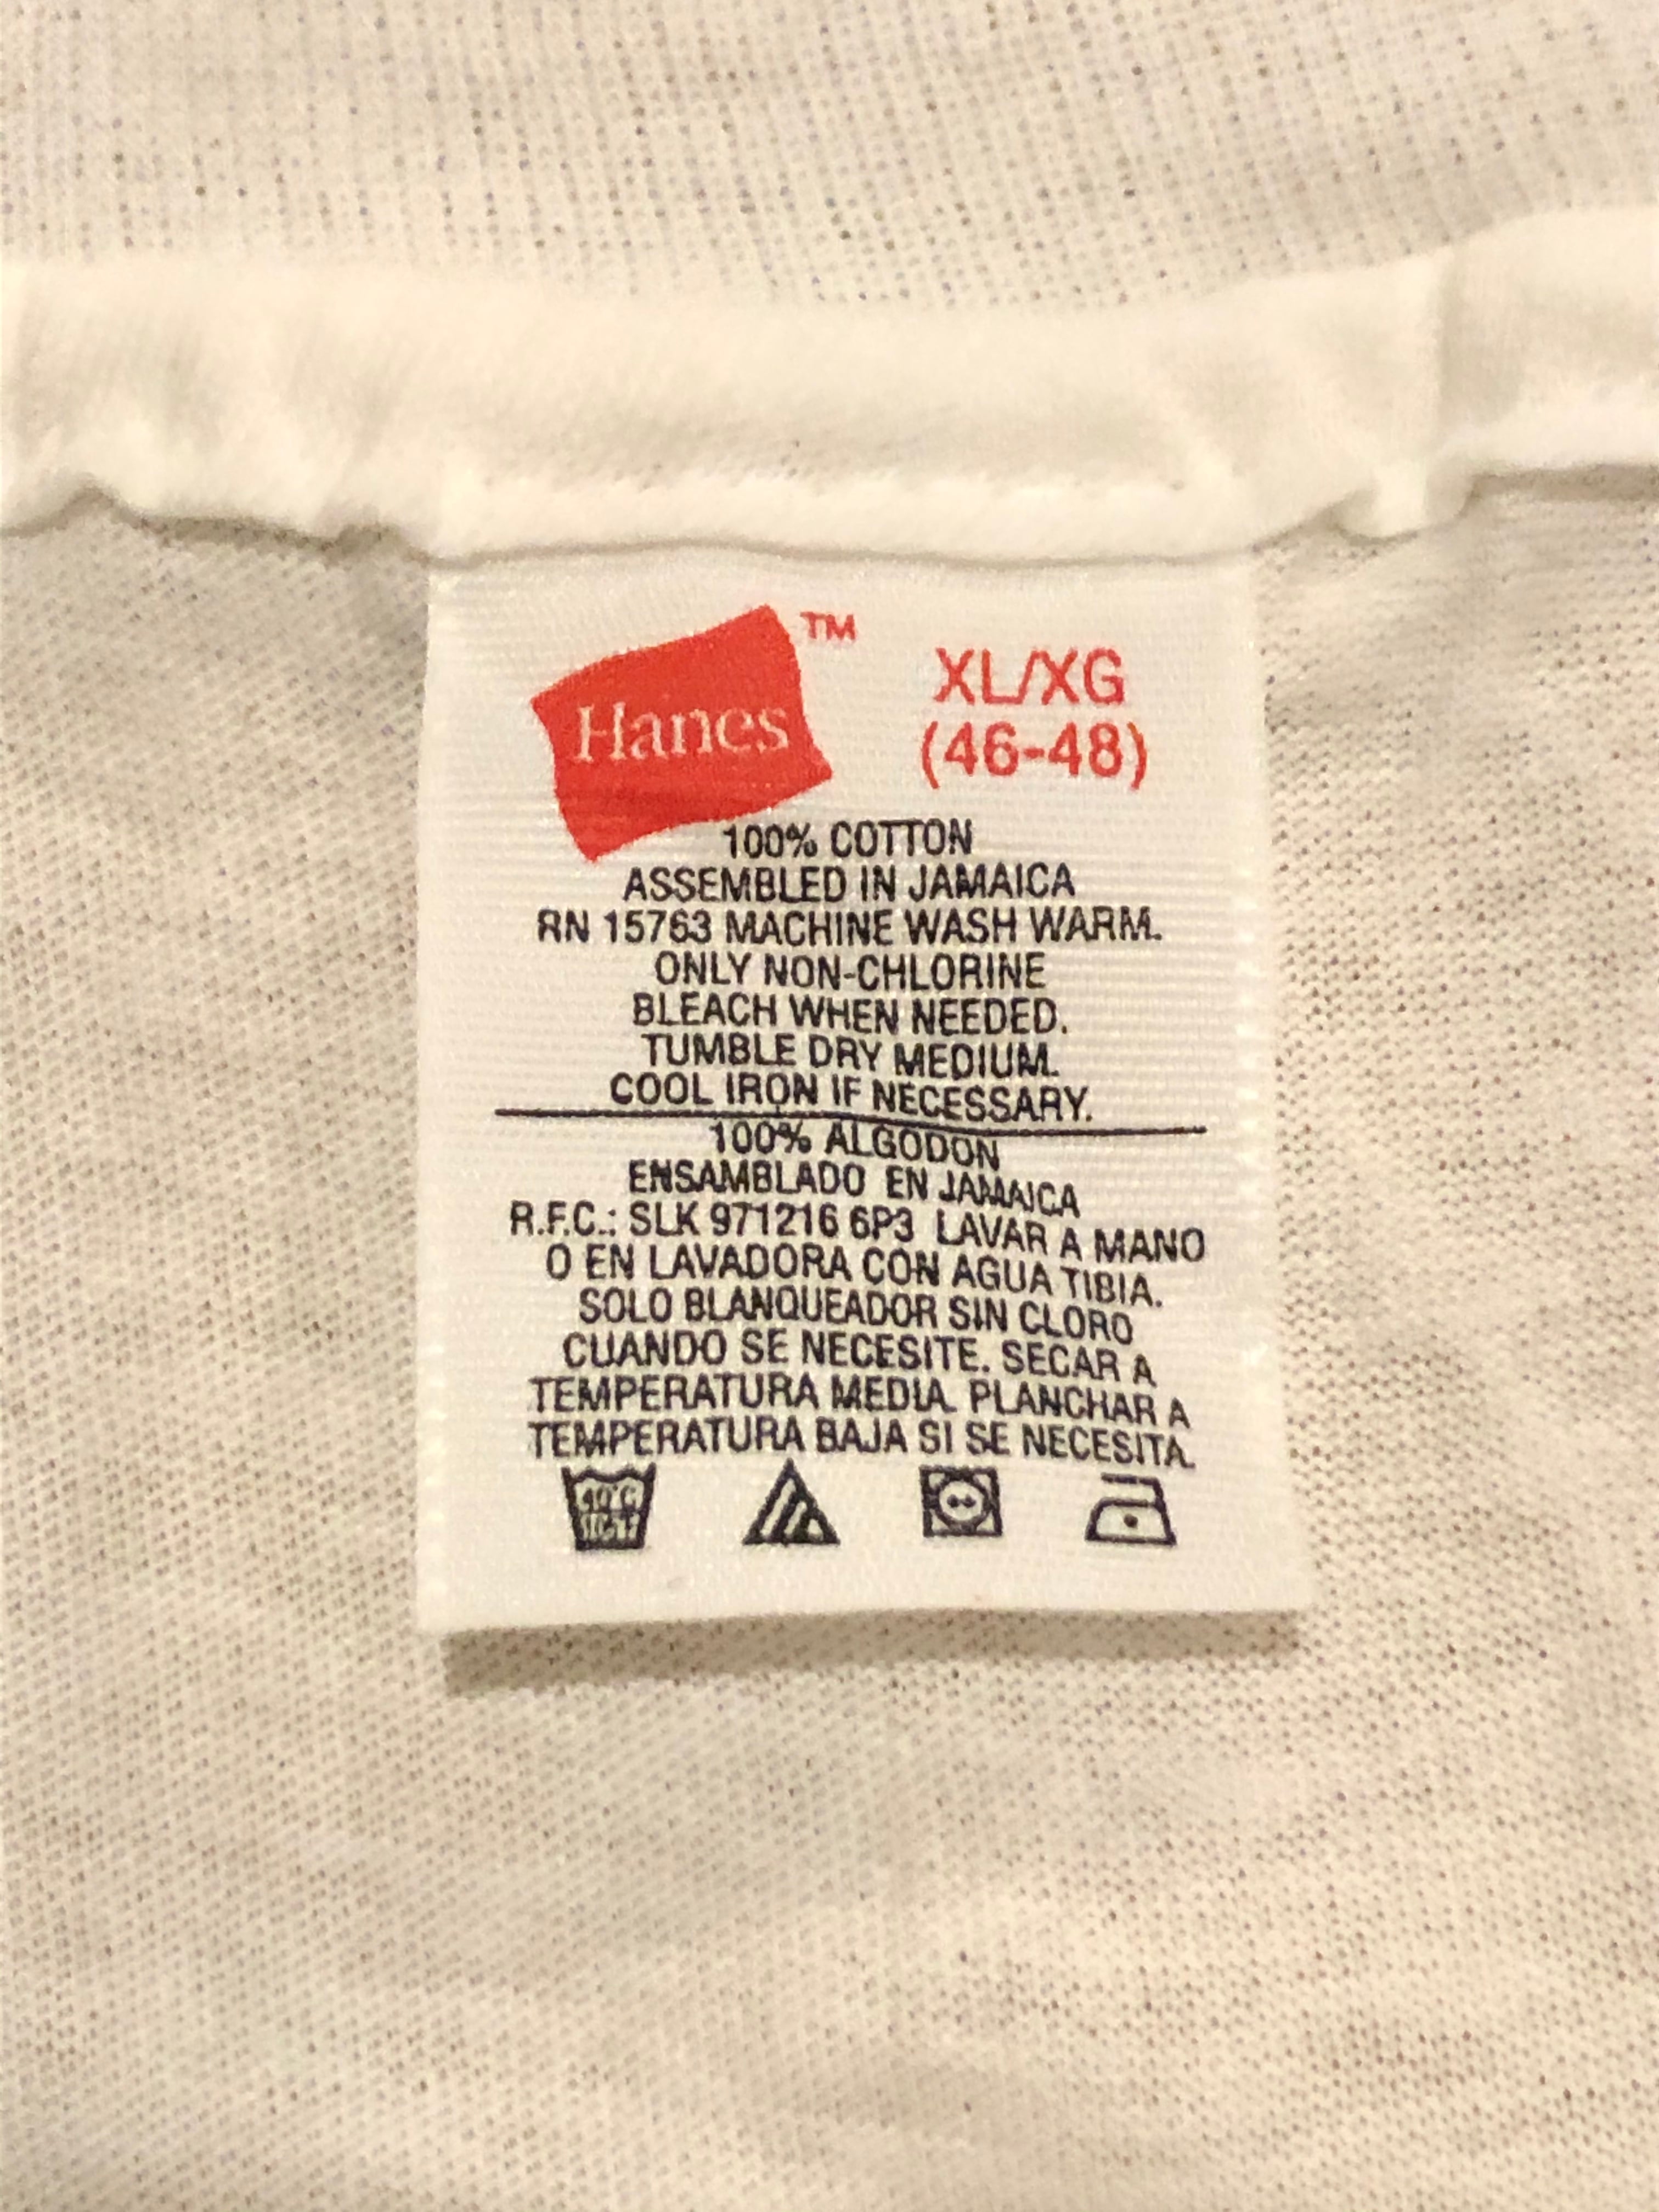 Hanes™
XL/XG
(46-48)
100% COTTON
ASSEMBLED IN JAMAICA
RN 15763 MACHINE WASH WARM.
ONLY NON-CHLORINE
BLEACH WHEN NEEDED.
TUMBLE DRY MEDIUM.
COOL IRON IF NECESSARY.
100% ALGODON
ENSAMBLADO EN JAMAICA
R.F.C.: SLK 971216 6P3 LAVAR A MANO
O EN LAVADORA CON AGUA TIBIA.
SOLO BLANQUEADOR SIN CLORO
CUANDO SE NECESITE. SECAR A
TEMPERATURA MEDIA. PLANCHAR A
TEMPERATURA BAJA SI SE NECESITA.
40°C